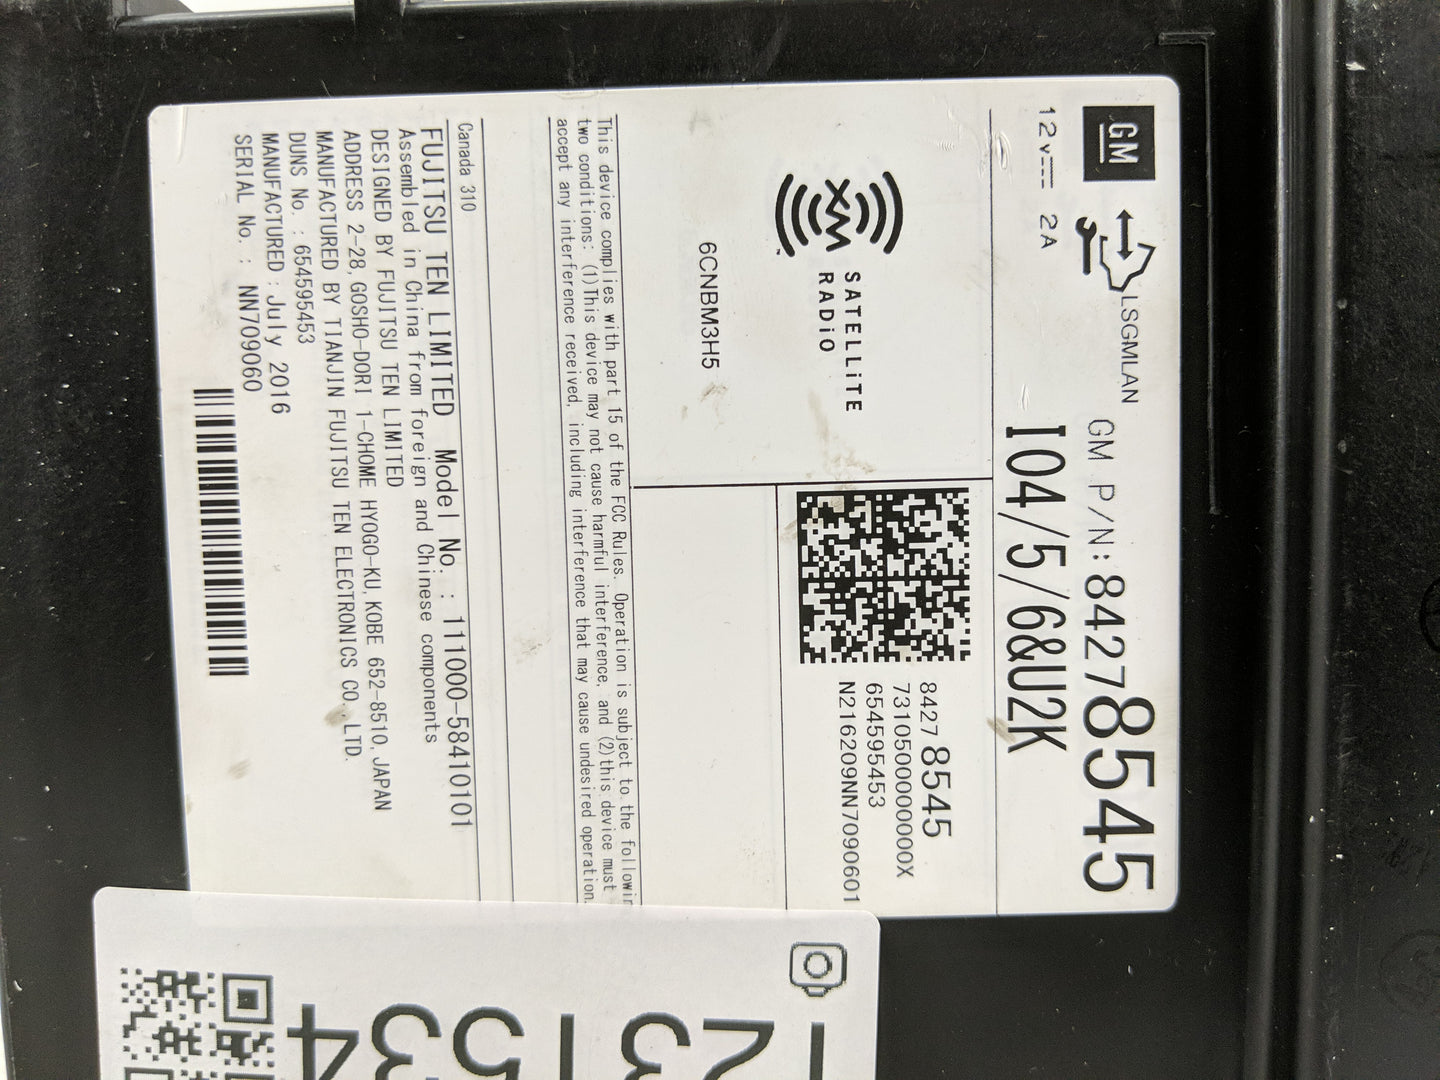 GM
LSGMLAN
GM P/N: 84278545
12v 2A
I04/5/6&U2K
XM
SATELLiTE
RADiO
6CNBM3H5
84278545
731050000000000X
654595453
N216209NN7090601
This device complies with part 15 of the FCC Rules. Operation is subject to the followin
two conditions: (1)This device may not cause harmful interference, and (2)this device must
accept any interference received, including interference that may cause undesired operation.
Canada 310
FUJITSU TEN LIMITED Model No. : 111000-58410101
Assembled in China from foreign and Chinese components
DESIGNED BY FUJITSU TEN LIMITED
ADDRESS 2-28, GOSHO-DORI 1-CHOME HYOGO-KU, KOBE 652-8510, JAPAN
MANUFACTURED BY TIANJIN FUJITSU TEN ELECTRONICS CO., LTD.
DUNS No. : 654595453
MANUFACTURED : July 2016
SERIAL No. : NN709060